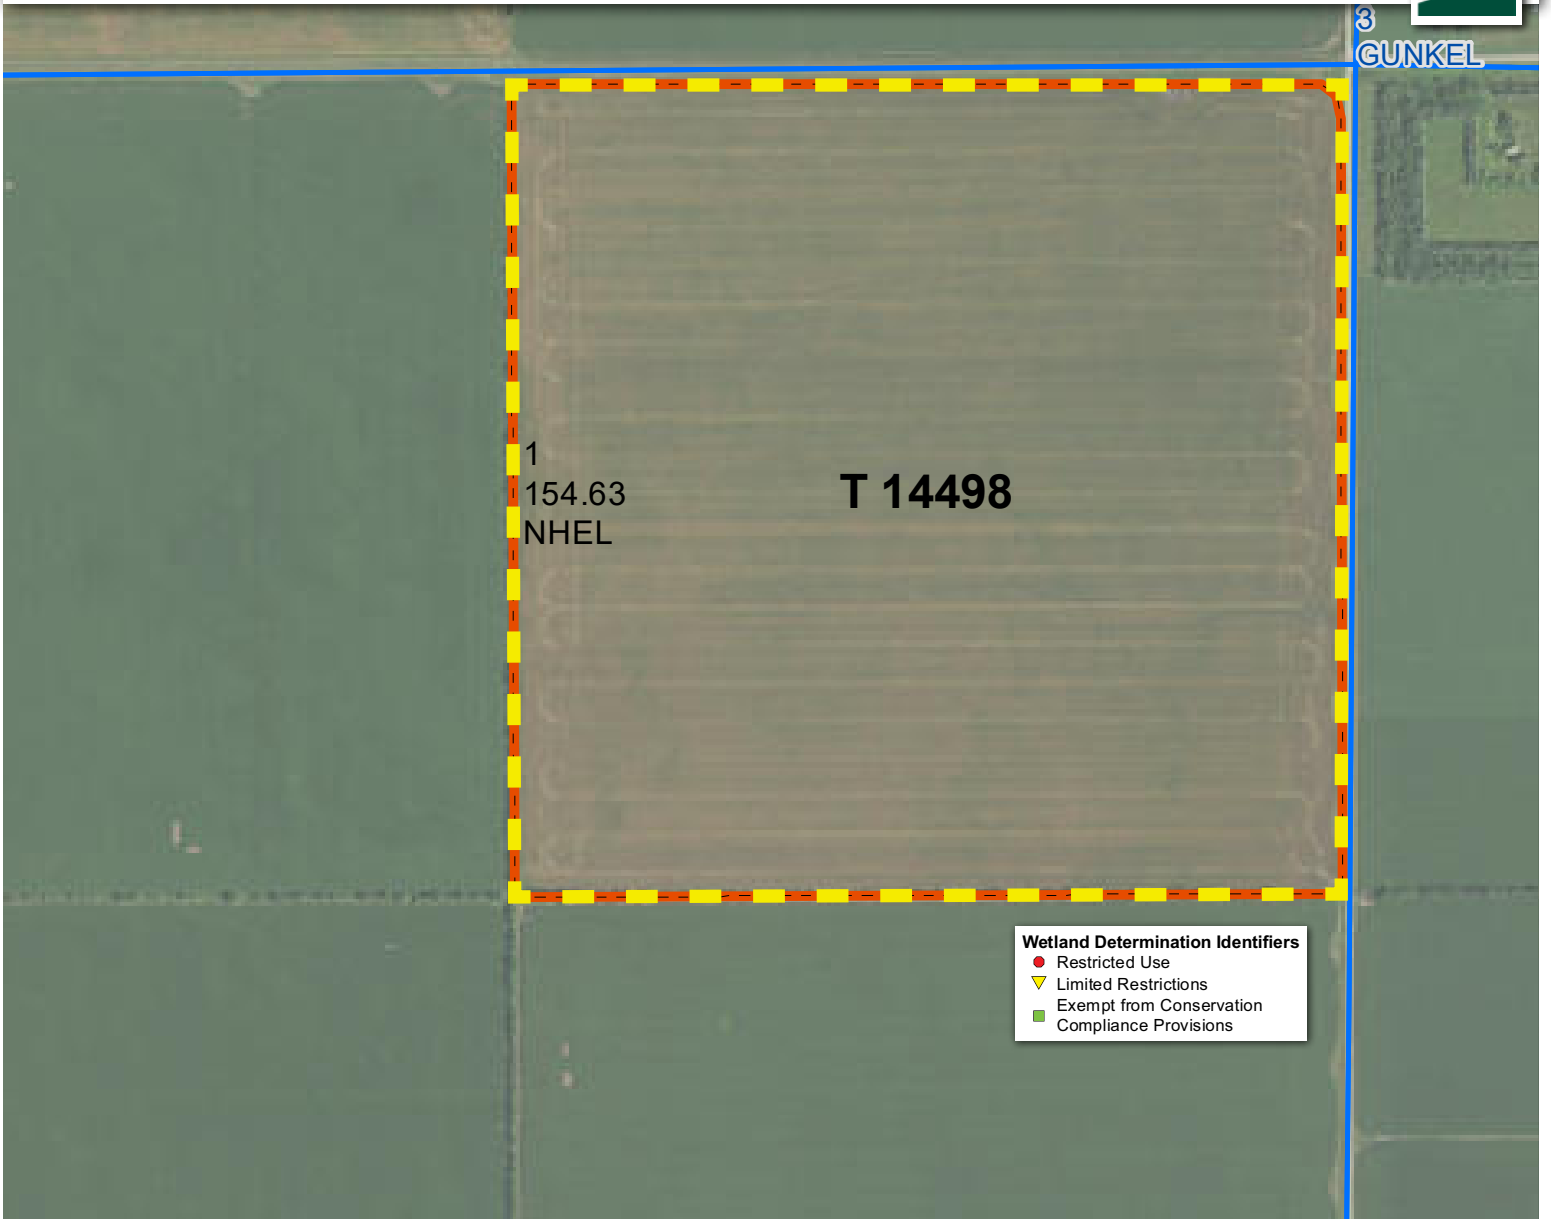 3
GUNKEL
1
154.63
NHEL
T 14498
Wetland Determination Identifiers
Restricted Use
Limited Restrictions
Exempt from Conservation
Compliance Provisions